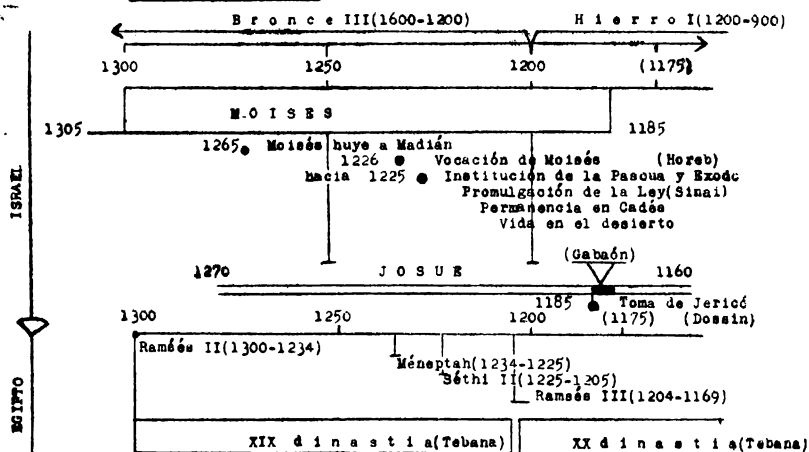 B r o n c e III(1600-1200) H i e r r o I(1200-900)
1300 1250 1200 (1175)
M O I S E S
1305 1185
1265 Moisés huye a Madián
1226 Vocación de Moisés (Horeb)
hacia 1225 Institución de la Pascua y Exodo
Promulgación de la Ley(Sinai)
Permanencia en Cadés
Vida en el desierto
ISRAEL
(Gabaón)
1270 J O S U E 1160
1185 Toma de Jericó
1300 1250 1200 (1175) (Dossin)
Ramsés II(1300-1234)
Méneptah(1234-1225)
Séthi II(1225-1205)
Ramsés III(1204-1169)
EGIPTO
XIX d i n a s t i a(Tebana) XX d i n a s t i a(Tebana)